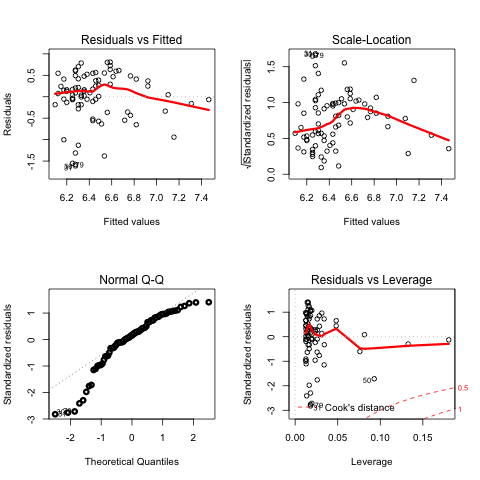 Residuals vs Fitted
Residuals
0.5
-0.5
-1.5
6.2 6.4 6.6 6.8 7.0 7.2 7.4
Fitted values
Scale-Location
√|Standardized residuals|
1.5
1.0
0.5
0.0
6.2 6.4 6.6 6.8 7.0 7.2 7.4
Fitted values
Normal Q-Q
Standardized residuals
1
0
-1
-2
-3
-2 -1 0 1 2
Theoretical Quantiles
Residuals vs Leverage
Standardized residuals
2
1
0
-1
-2
-3
50
Cook's distance
0.5
1
0.00 0.05 0.10 0.15
Leverage